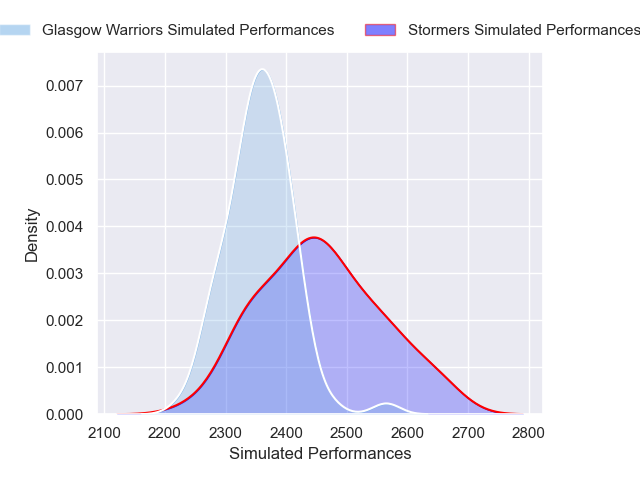 Glasgow Warriors Simulated Performances
Stormers Simulated Performances
0.007
0.006
0.005
0.004
0.003
0.002
0.001
0.000
Density
2100 2200 2300 2400 2500 2600 2700 2800
Simulated Performances